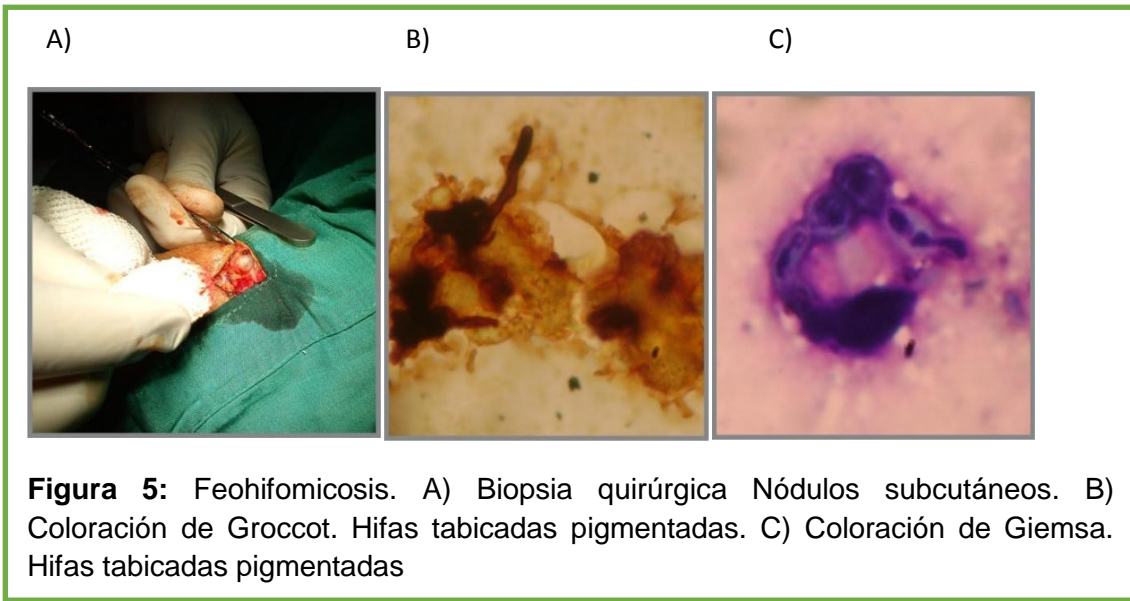 A) B) C)
Figura 5: Feohifomicosis. A) Biopsia quirúrgica Nódulos subcutáneos. B)
Coloración de Groccot. Hifas tabicadas pigmentadas. C) Coloración de Giemsa.
Hifas tabicadas pigmentadas